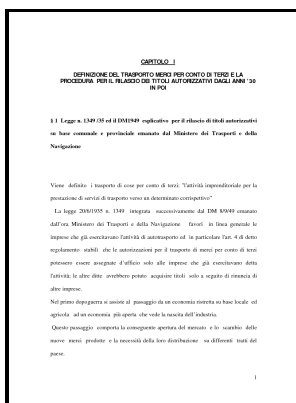 CAPITOLO I
DEFINIZIONE DEL TRASPORTO MERCI PER CONTO DI TERZI E LA
PROCEDURA PER IL RILASCIO DEI TITOLI AUTORIZZATIVI DAGLI ANNI '30
IN POI
§ 1 Legge n. 1349 /35 ed il DM1949 esplicativo per il rilascio di titoli autorizzativi
su base comunale e provinciale emanato dal Ministero dei Trasporti e della
Navigazione
Viene definito i trasporto di cose per conto di terzi: "l'attività imprenditoriale per la
prestazione di servizi di trasporto verso un determinato corrispettivo"
La legge 20/6/1935 n. 1349 integrata successivamente dal DM 8/9/49 emanato
dall'ora Ministero dei Trasporti e della Navigazione favorì in linea generale le
imprese che già esercitavano l'attività di autotrasporto ed in particolare l'art. 4 di detto
regolamento stabilì che le autorizzazioni per il trasporto di merci per conto di terzi
potessero essere assegnate d'ufficio solo alle imprese che già esercitavano detta
l'attività; le altre ditte avrebbero potuto acquisire titoli solo a seguito di rinuncia di
altre imprese.
Nel primo dopoguerra si assiste al passaggio da un economia ristretta su base locale ed
agricola ad un economia più aperta che vede la nascita dell'industria.
Questo passaggio comporta la conseguente apertura del mercato e lo scambio delle
nuove merci prodotte e la necessità della loro distribuzione su differenti tratti del
paese.
1